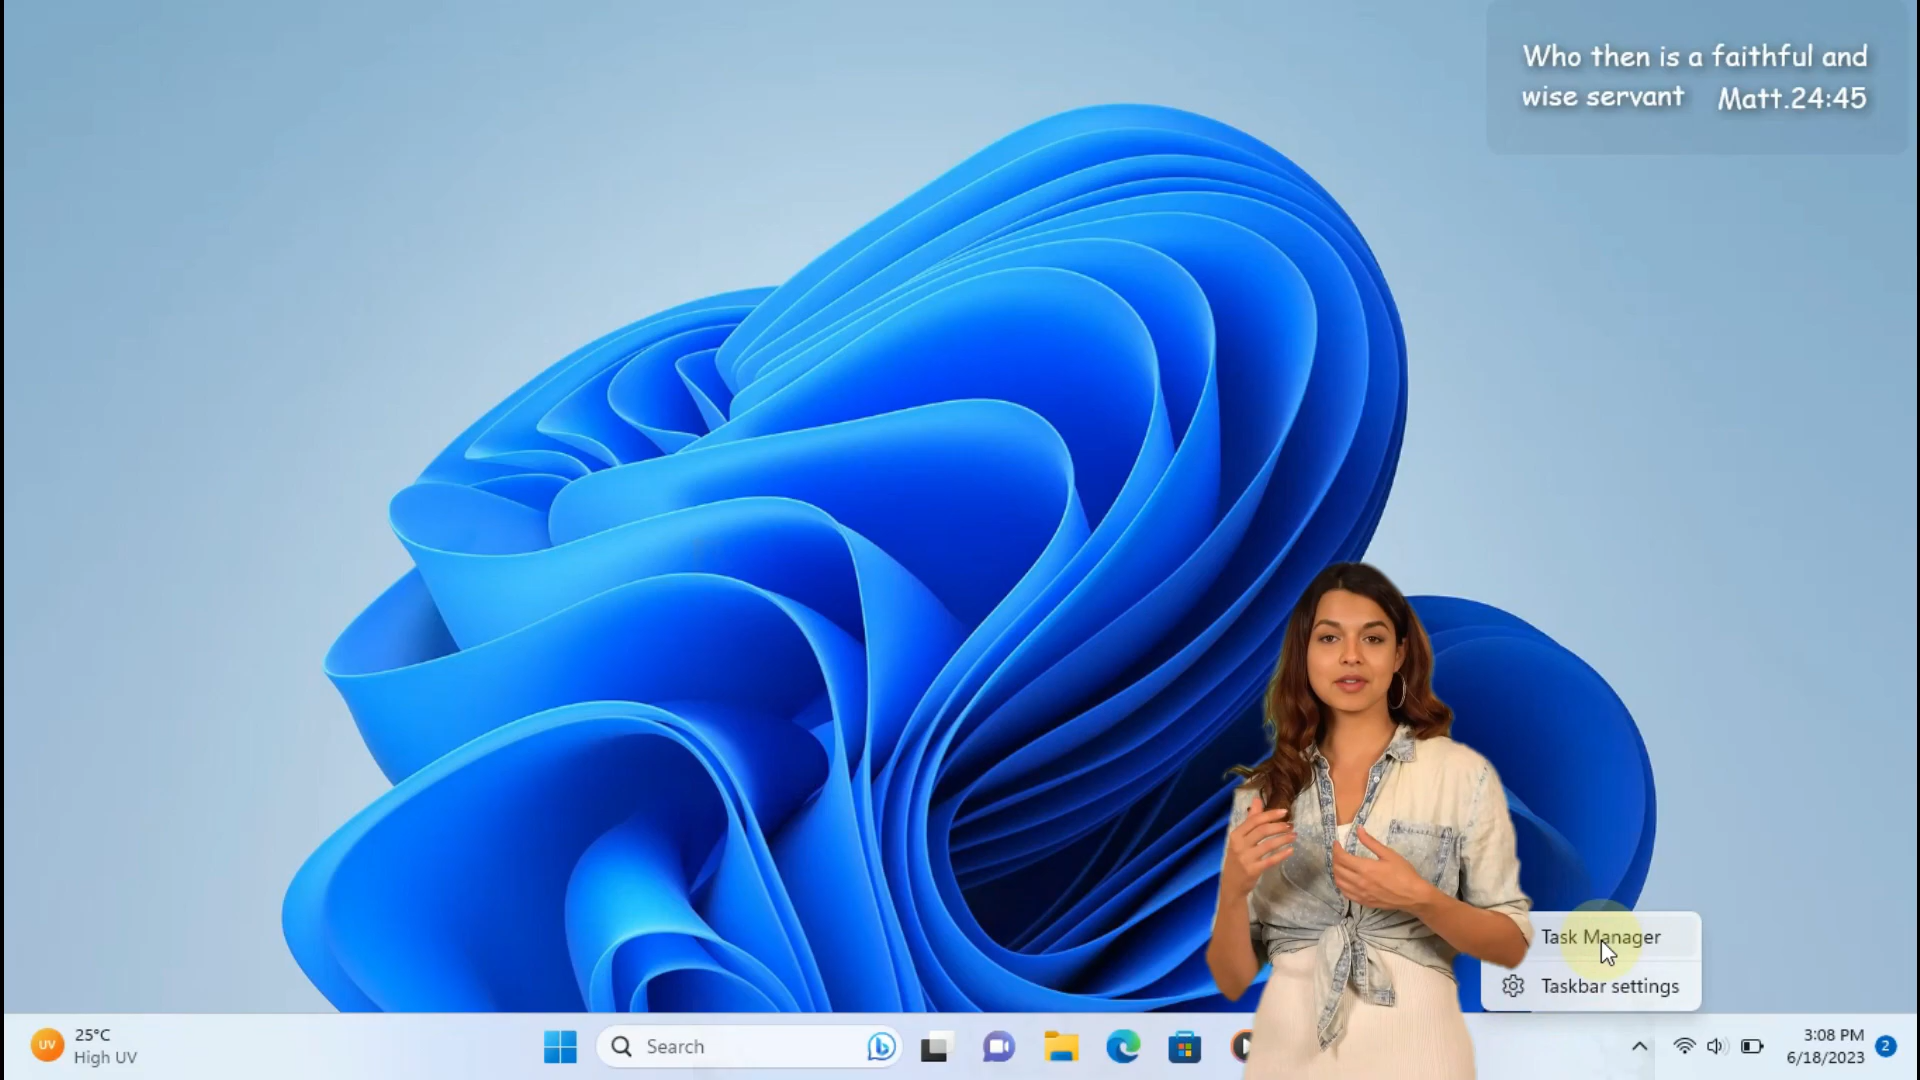 Who then is a faithful and
wise servant Matt.24:45
Task Manager
Taskbar settings
UV
25°C
High UV
Search
3:08 PM
6/18/2023
2